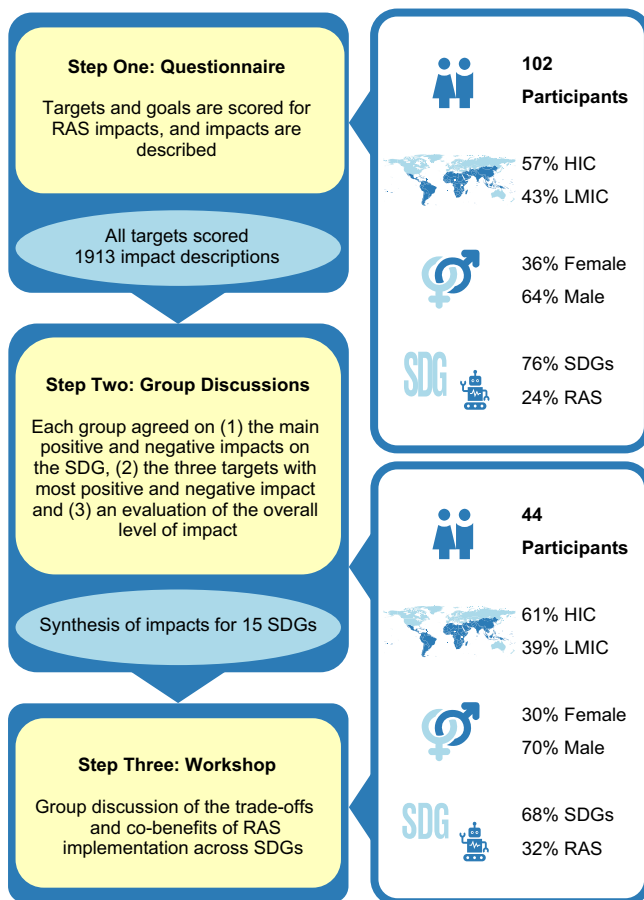 Step One: Questionnaire
Targets and goals are scored for
RAS impacts, and impacts are
described
All targets scored
1913 impact descriptions
102
Participants
57% HIC
43% LMIC
36% Female
64% Male
SDG
76% SDGs
24% RAS
Step Two: Group Discussions
Each group agreed on (1) the main
positive and negative impacts on
the SDG, (2) the three targets with
most positive and negative impact
and (3) an evaluation of the overall
level of impact
Synthesis of impacts for 15 SDGs
Step Three: Workshop
Group discussion of the trade-offs
and co-benefits of RAS
implementation across SDGs
44
Participants
61% HIC
39% LMIC
30% Female
70% Male
SDG
68% SDGs
32% RAS